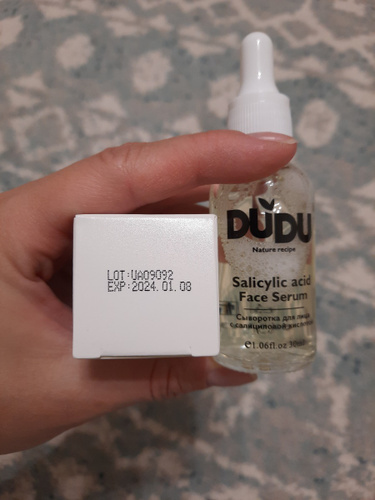 LOT:UA09092
EXP:2024.01.08
DUDU
Nature recipe
Salicylic acid
Face Serum
Сыворотка для лица
с салициловой кислотой
℮1.06fl.oz 30ml